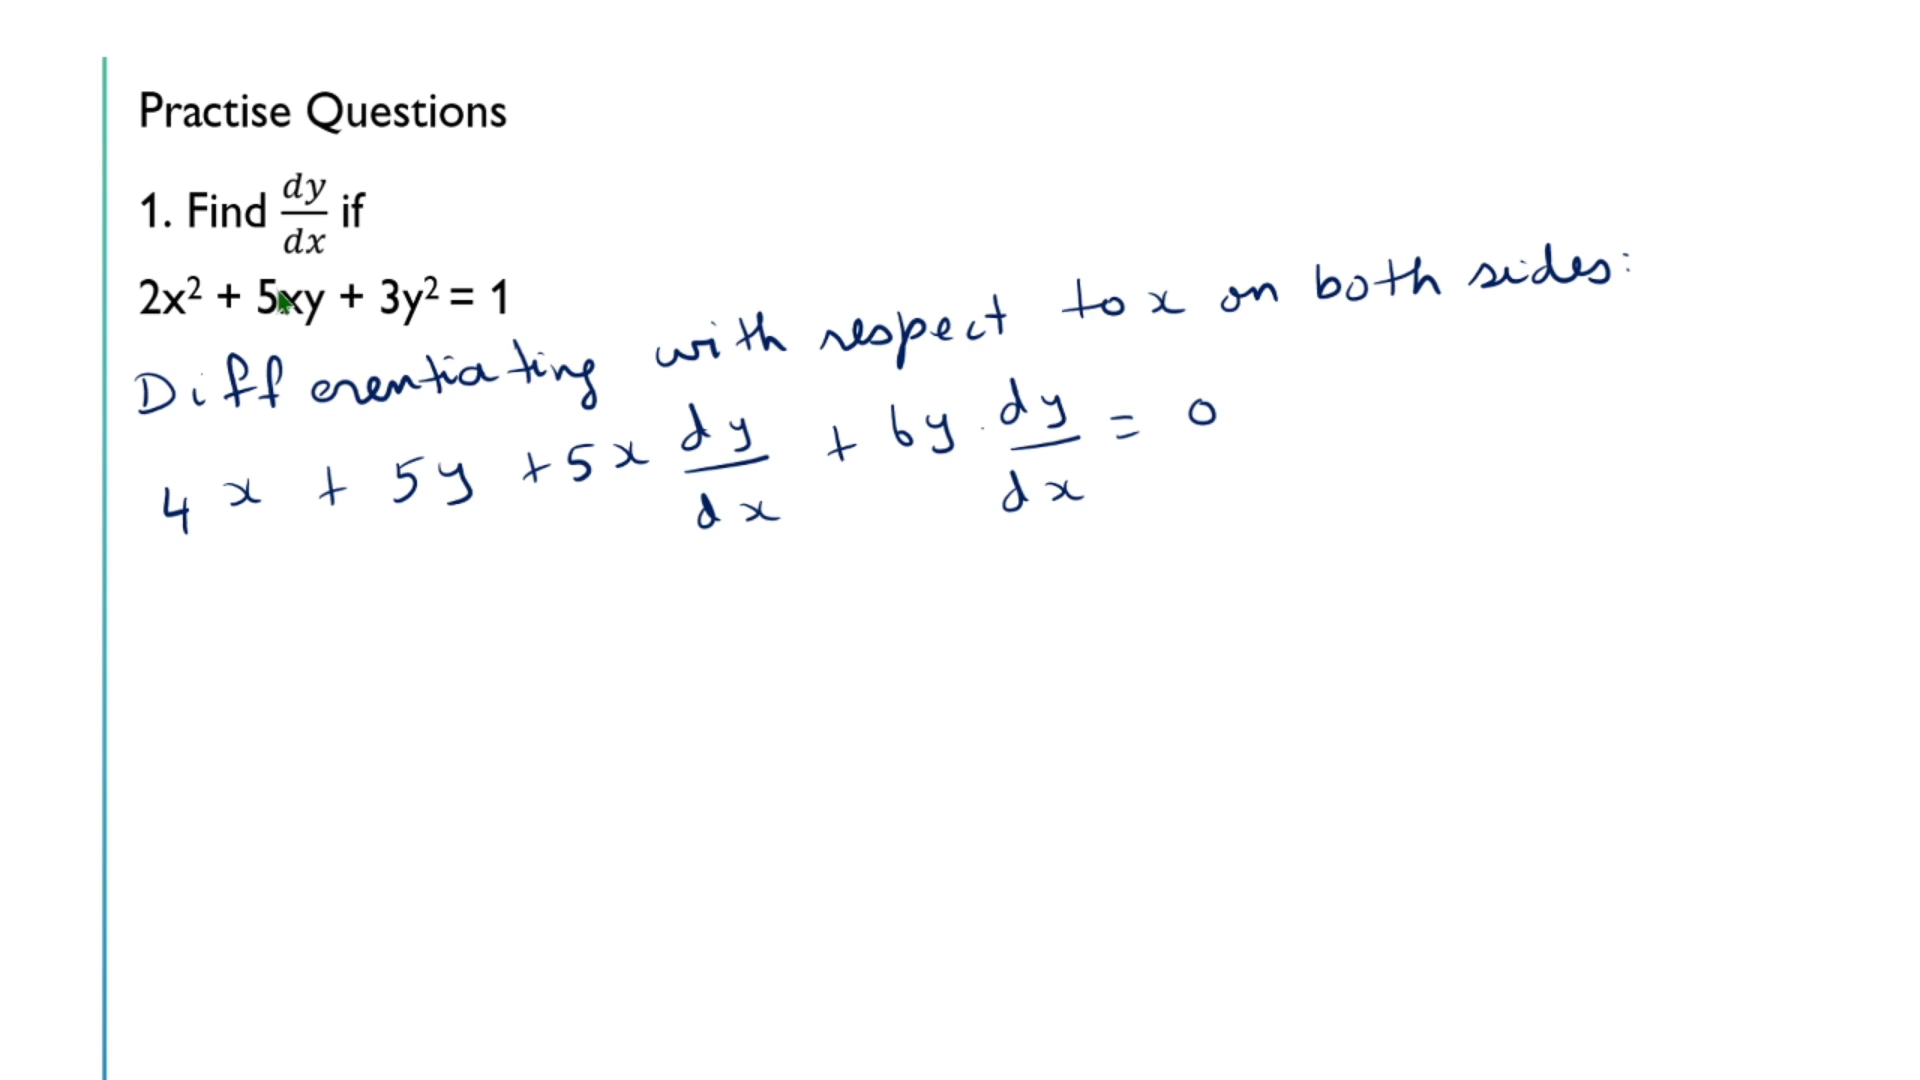 Practise Questions
1. Find dy/dx if
2x² + 5xy + 3y² = 1
Differentiating with respect to x on both sides:
4x + 5y + 5x dy/dx + 6y . dy/dx = 0